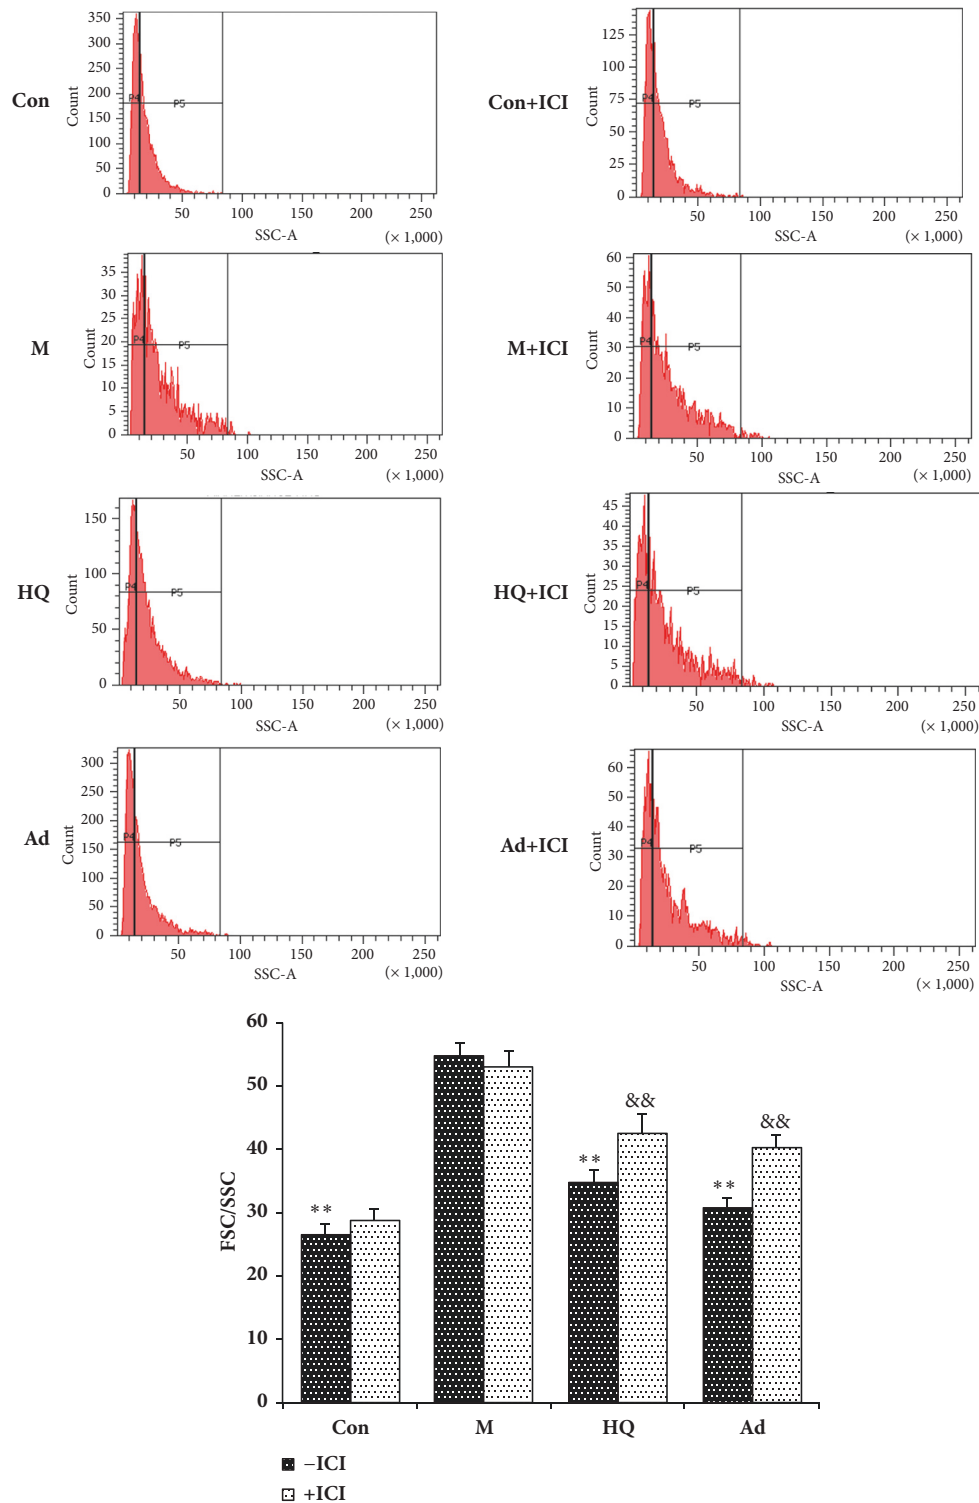 Con
Count
350
300
250
200
150
100
50
0
P4
P5
50 100 150 200 250
SSC-A (× 1,000)
Con+ICI
Count
125
100
75
50
25
0
P4
P5
50 100 150 200 250
SSC-A (× 1,000)
M
Count
35
30
25
20
15
10
5
0
P4
P5
50 100 150 200 250
SSC-A (× 1,000)
M+ICI
Count
60
50
40
30
20
10
0
P4
P5
50 100 150 200 250
SSC-A (× 1,000)
HQ
Count
150
100
50
0
P4
P5
50 100 150 200 250
SSC-A (× 1,000)
HQ+ICI
Count
45
40
35
30
25
20
15
10
5
0
P4
P5
50 100 150 200 250
SSC-A (× 1,000)
Ad
Count
300
250
200
150
100
50
0
P4
P5
50 100 150 200 250
SSC-A (× 1,000)
Ad+ICI
Count
60
50
40
30
20
10
0
P4
P5
50 100 150 200 250
SSC-A (× 1,000)
FSC/SSC
60
50
40
30
20
10
0
**
**
&&
**
&&
Con M HQ Ad
−ICI
+ICI